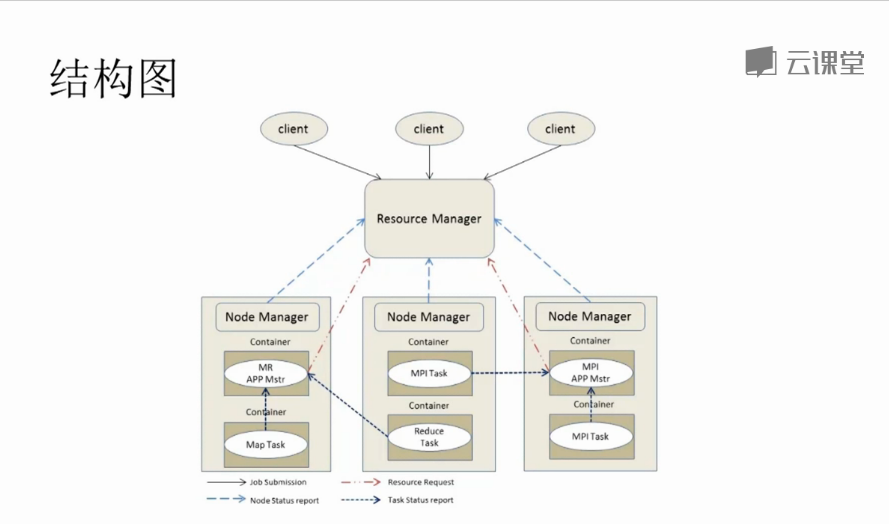 结构图
云课堂
client
client
client
Resource Manager
Node Manager
Node Manager
Node Manager
Container
Container
Container
MR
APP Mstr
MPI Task
MPI
APP Mstr
Container
Container
Container
Map Task
Reduce
Task
MPI Task
Job Submission
Resource Request
Node Status report
Task Status report